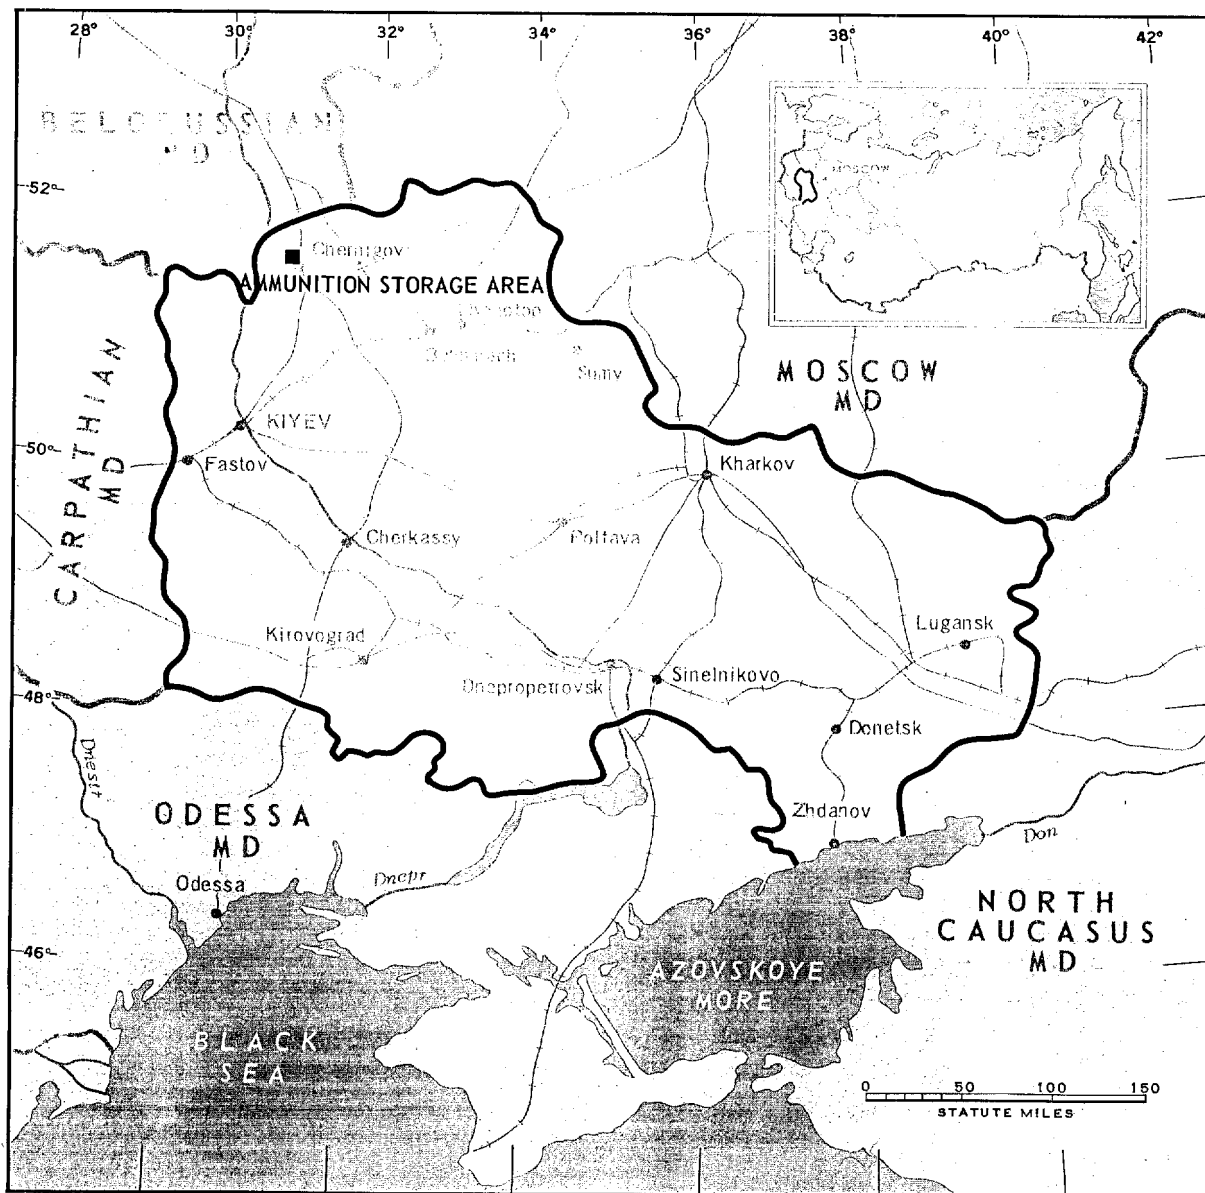 28° 30° 34° 36° 38° 40° 42°
BELORUSSIAN
MD
MOSCOW
52°
Chernigov
AMMUNITION STORAGE AREA
Sumy
MOSCOW
MD
CARPATHIAN
MD
KIYEV
50°
Fastov
Kharkov
Cherkassy
Poltava
Kirovograd
Lugansk
Dnepropetrovsk
Sinelnikovo
48°
Donetsk
Dnestr
Zhdanov
ODESSA
MD
Don
Dnepr
Odessa
NORTH
CAUCASUS
MD
46°
AZOVSKOYE
MORE
BLACK
SEA
0 50 100 150
STATUTE MILES